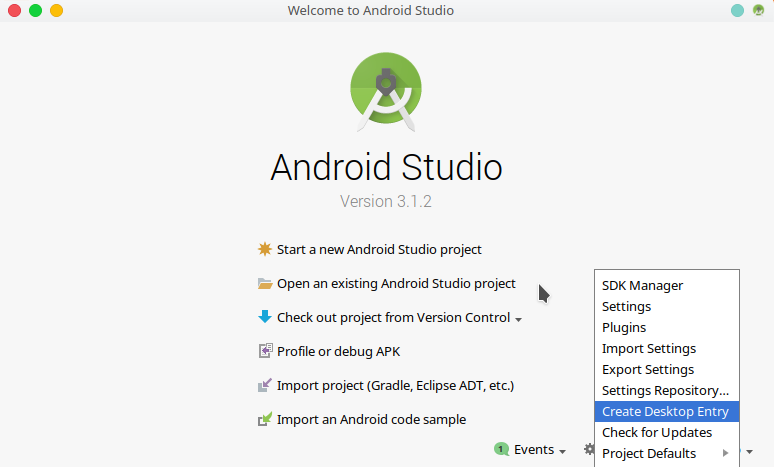 Welcome to Android Studio
Android Studio
Version 3.1.2
Start a new Android Studio project
Open an existing Android Studio project
Check out project from Version Control
Profile or debug APK
Import project (Gradle, Eclipse ADT, etc.)
Import an Android code sample
1 Events
SDK Manager
Settings
Plugins
Import Settings
Export Settings
Settings Repository...
Create Desktop Entry
Check for Updates
Project Defaults